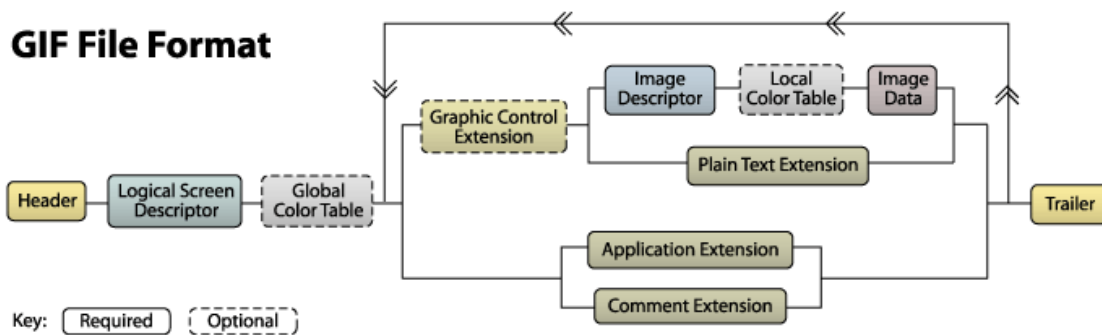 GIF File Format
Image
Descriptor
Local
Color Table
Image
Data
Graphic Control
Extension
Plain Text Extension
Header
Logical Screen
Descriptor
Global
Color Table
Trailer
Application Extension
Comment Extension
Key: Required Optional